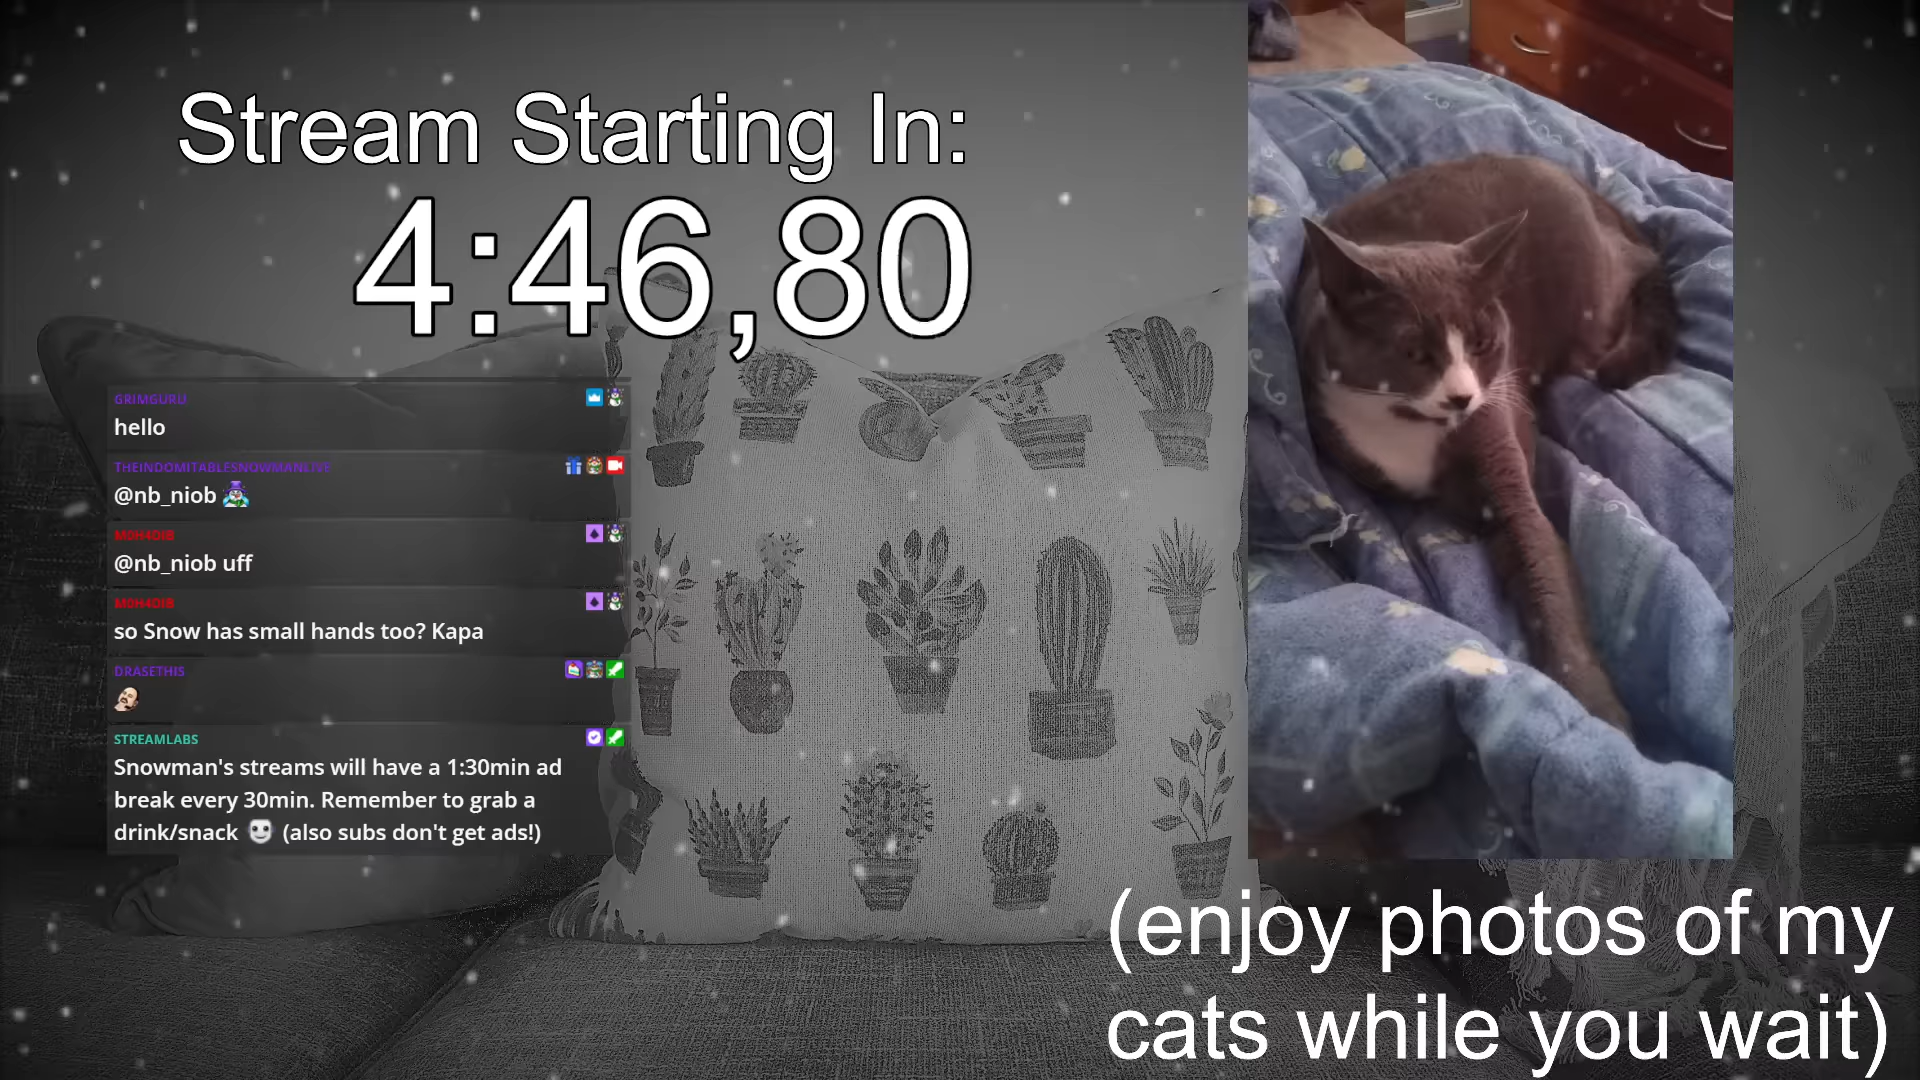 Stream Starting In:
4:46,80
GRIMGURU
hello
THEINDOMITABLESNOWMANLIVE
@nb_niob
M0H4DIB
@nb_niob uff
M0H4DIB
so Snow has small hands too? Kapa
DRASETHIS
STREAMLABS
Snowman's streams will have a 1:30min ad
break every 30min. Remember to grab a
drink/snack (also subs don't get ads!)
(enjoy photos of my
cats while you wait)